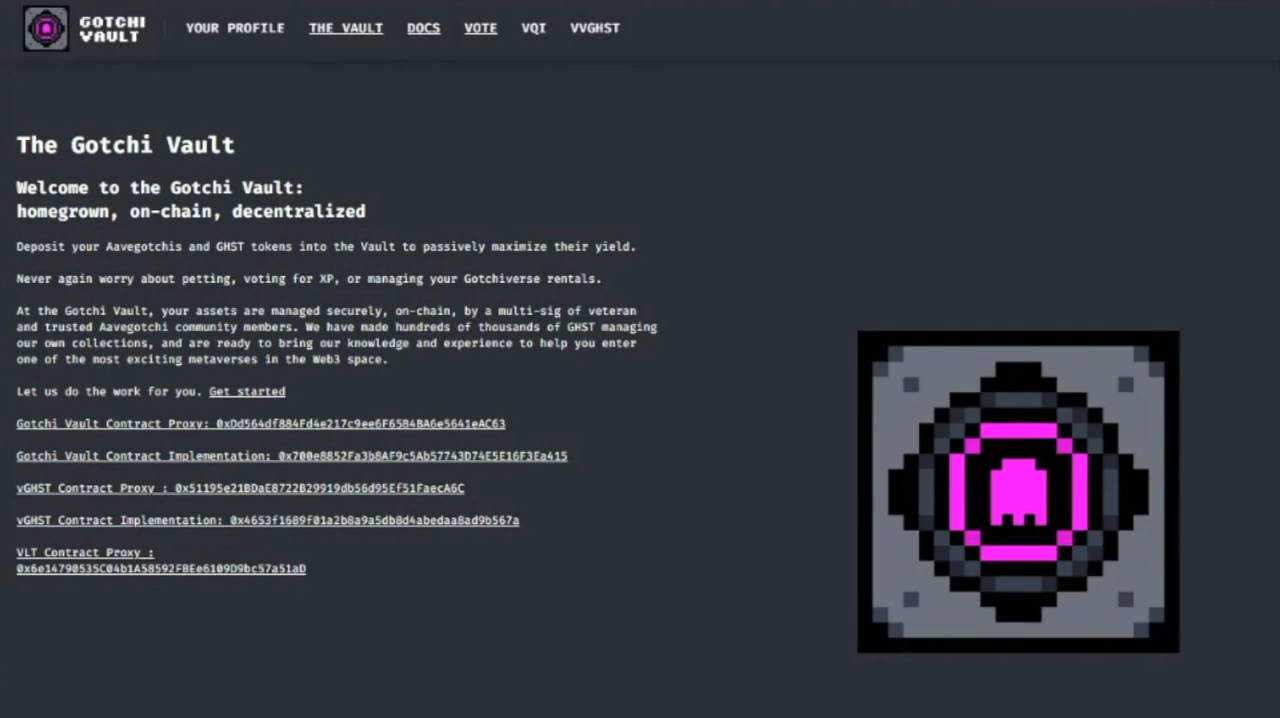 GOTCHI
VAULT
YOUR PROFILE THE VAULT DOCS VOTE VQI VVGHST
The Gotchi Vault
Welcome to the Gotchi Vault:
homegrown, on-chain, decentralized
Deposit your Aavegotchis and GHST tokens into the Vault to passively maximize their yield.
Never again worry about petting, voting for XP, or managing your Gotchiverse rentals.
At the Gotchi Vault, your assets are managed securely, on-chain, by a multi-sig of veteran
and trusted Aavegotchi community members. We have made hundreds of thousands of GHST managing
our own collections, and are ready to bring our knowledge and experience to help you enter
one of the most exciting metaverses in the Web3 space.
Let us do the work for you. Get started
Gotchi Vault Contract Proxy: 0xDd564df884Fd4e217c9ee6F65B4BA6e5641eAC63
Gotchi Vault Contract Implementation: 0x700e8852Fa3b8AF9c5Ab57743D74E5E16F3Ea415
vGHST Contract Proxy : 0x51195e21BDaE8722B29919db56d95Ef51FaecA6C
vGHST Contract Implementation: 0x4653f1689f01a2b8a9a5db8d4abedaa8ad9b567a
VLT Contract Proxy :
0x6e14790535C04b1A58592FBEe6109D9bc57a51aD